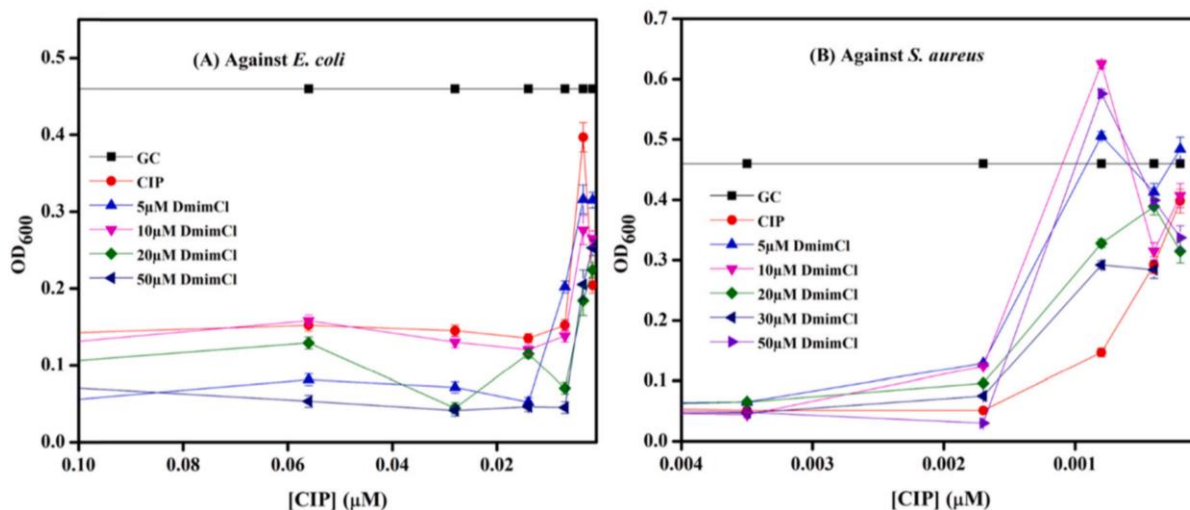 (A) Against E. coli
0.5
0.4
0.3
0.2
0.1
0.0
OD600
GC
CIP
5µM DmimCl
10µM DmimCl
20µM DmimCl
50µM DmimCl
0.10
0.06
0.04
0.02
[CIP] (µM)
(B) Against S. aureus
0.7
0.6
0.5
0.4
0.3
0.2
0.1
0.0
OD600
GC
CIP
5µM DmimCl
10µM DmimCl
20µM DmimCl
30µM DmimCl
50µM DmimCl
0.004
0.003
0.002
0.001
[CIP] (µM)